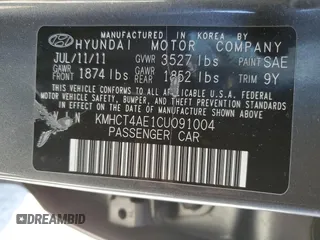 MANUFACTURED BY IN KOREA BY
HYUNDAI MOTOR COMPANY
JUL/11/11 GVWR 3527 lbs PAINT SAE
GAWR FRONT 1874 lbs GAWR REAR 1852 lbs TRIM 9Y
THIS VEHICLE CONFORMS TO ALL APPLICABLE
U.S. FEDERAL MOTOR VEHICLE SAFETY, BUMPER,
AND THEFT PREVENTION STANDARDS IN EFFECT
ON THE DATE OF MANUFACTURE SHOWN ABOVE.
KMHCT4AE1CU091004
PASSENGER CAR
DREAMBID